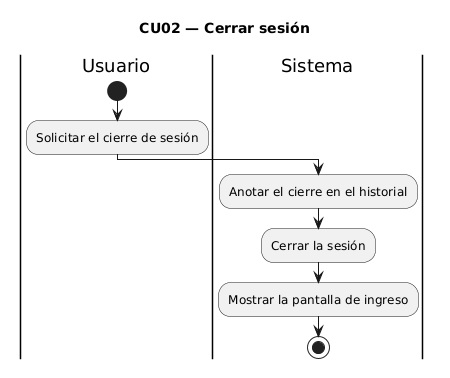 CU02 — Cerrar sesión
Usuario
Sistema
Solicitar el cierre de sesión
Anotar el cierre en el historial
Cerrar la sesión
Mostrar la pantalla de ingreso